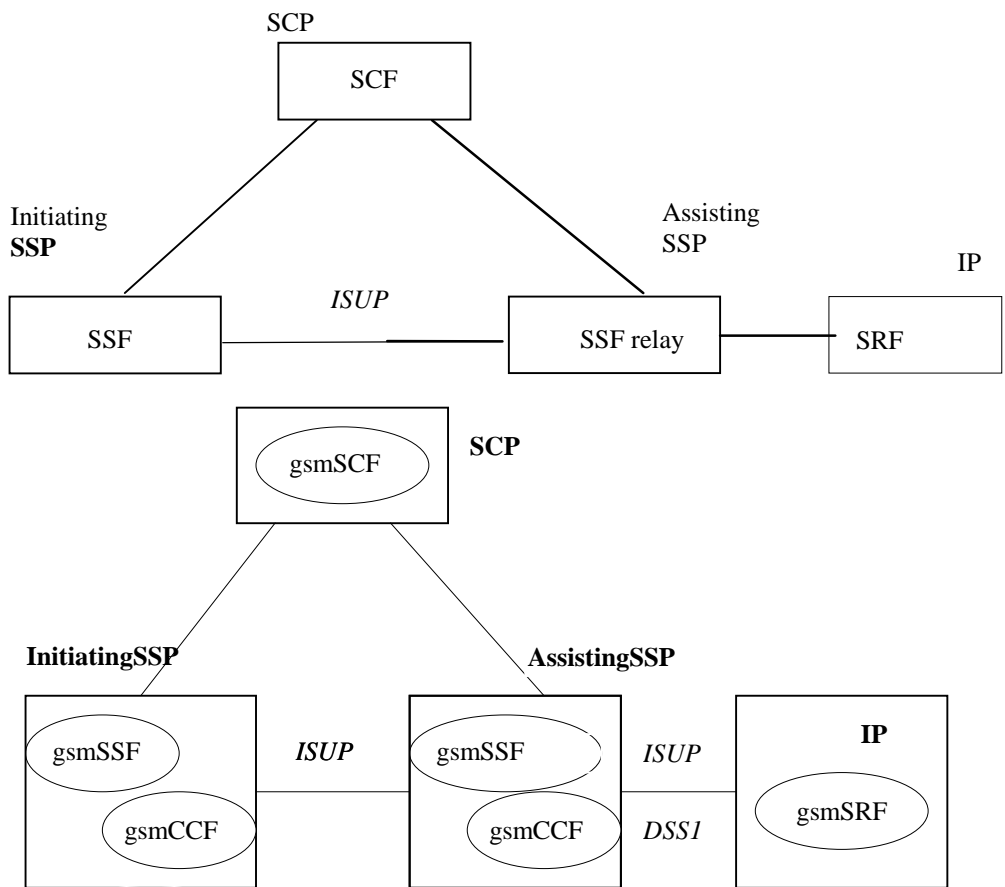 SCP
SCF
Initiating
SSP
Assisting
SSP
IP
ISUP
SSF
SSF relay
SRF
SCP
gsmSCF
InitiatingSSP
AssistingSSP
IP
gsmSSF
ISUP
gsmSSF
ISUP
gsmCCF
gsmCCF
DSS1
gsmSRF